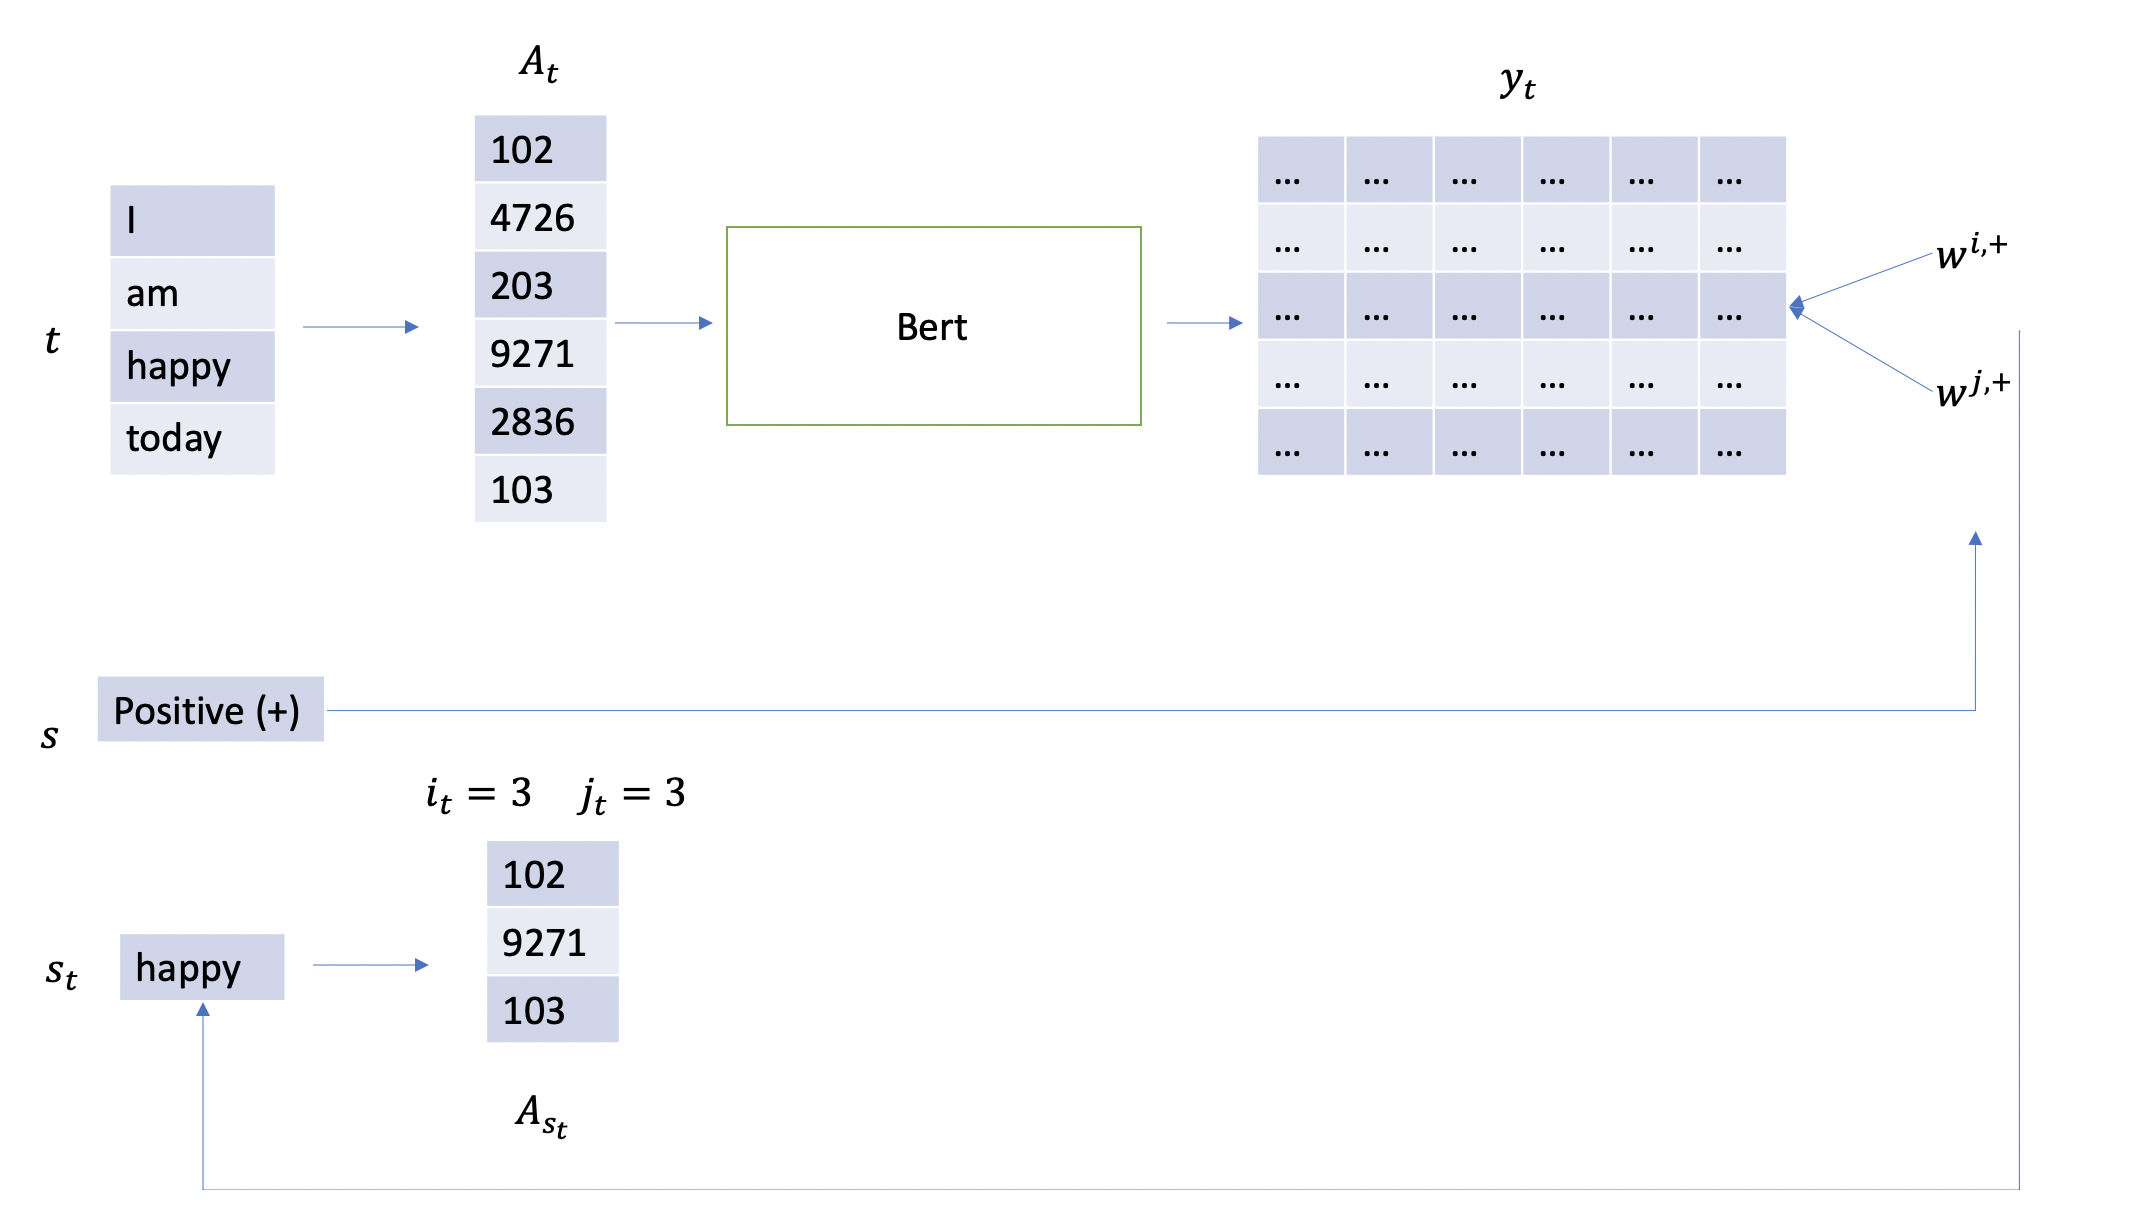 A_t
y_t
102
4726
203
9271
2836
103
I
am
happy
today
t
Bert
... ... ... ... ... ...
... ... ... ... ... ...
... ... ... ... ... ...
... ... ... ... ... ...
... ... ... ... ... ...
w^{i,+}
w^{j,+}
Positive (+)
s
i_t = 3 j_t = 3
102
9271
103
s_t
happy
A_{s_t}